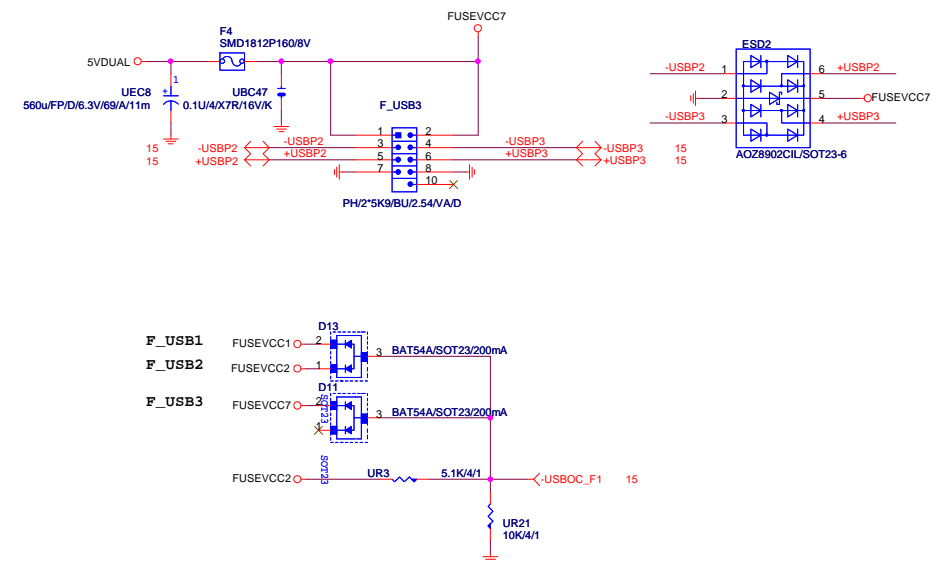 FUSEVCC7
F4
SMD1812P160/8V
5VDUAL
1
+
UEC8
560u/FP/D/6.3V/69/A/11m
UBC47
0.1U/4/X7R/16V/K
F_USB3
1 2
15 -USBP2 -USBP2 3 4 -USBP3 -USBP3 15
15 +USBP2 +USBP2 5 6 +USBP3 +USBP3 15
7 8
10
PH/2*5K9/BU/2.54/VA/D
ESD2
-USBP2 1 6 +USBP2
2 5 FUSEVCC7
-USBP3 3 4 +USBP3
AOZ8902CIL/SOT23-6
D13
F_USB1 FUSEVCC1 2
3 BAT54A/SOT23/200mA
F_USB2 FUSEVCC2 1
D11
F_USB3 FUSEVCC7 2
SOT23
3 BAT54A/SOT23/200mA
1
SOT23
FUSEVCC2 UR3 5.1K/4/1 -USBOC_F1 15
UR21
10K/4/1